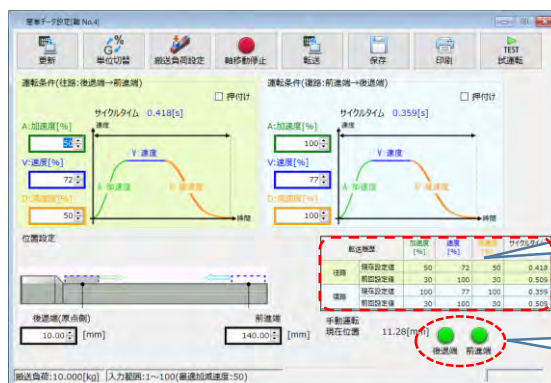 簡単データ設定[軸 No.4]
更新 単位切替 搬送負荷設定 軸移動停止 転送 保存 印刷 TEST 試運転
運転条件(往路:後退端→前進端)
押付け
サイクルタイム 0.418[s]
A:加速度[%]
50
V:速度[%]
72
D:減速度[%]
50
速度
V:速度
A:加速度
D:減速度
時間
運転条件(復路:前進端→後退端)
押付け
サイクルタイム 0.359[s]
A:加速度[%]
100
V:速度[%]
77
D:減速度[%]
100
速度
V:速度
A:加速度
D:減速度
時間
位置設定
後退端(原点側)
10.00 [mm]
前進端
140.00 [mm]
転送履歴 加速度[%] 速度[%] 減速度[%] サイクルタイム
往路 現在設定値 50 72 50 0.418
前回設定値 30 100 30 0.509
復路 現在設定値 100 77 100 0.359
前回設定値 30 100 30 0.509
手動運転
現在位置 11.28[mm]
後退端 前進端
搬送負荷:10.000[kg] 入力範囲:1~100(最適加減速度:50)